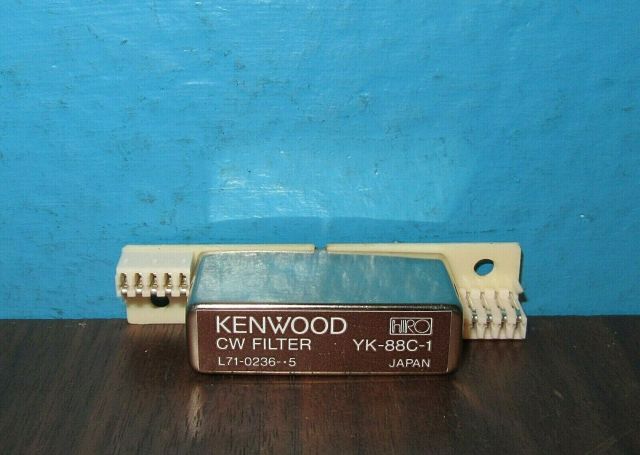 KENWOOD HIRO
CW FILTER YK-88C-1
L71-0236--5 JAPAN